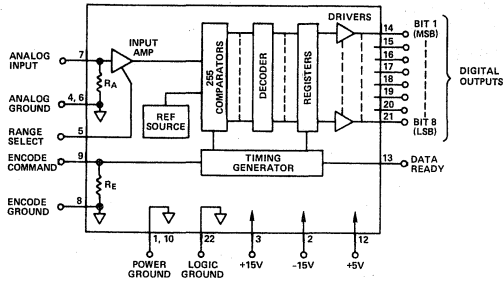 DRIVERS
14 BIT 1
(MSB)
15
16
17
18
19
20
21 BIT 8
(LSB)
DIGITAL
OUTPUTS
ANALOG
INPUT
7
INPUT
AMP
RA
255
COMPARATORS
DECODER
REGISTERS
ANALOG
GROUND
4, 6
REF
SOURCE
RANGE
SELECT
5
ENCODE
COMMAND
9
TIMING
GENERATOR
13 DATA
READY
RE
ENCODE
GROUND
8
1, 10 22 3 2 12
POWER
GROUND
LOGIC
GROUND
+15V -15V +5V